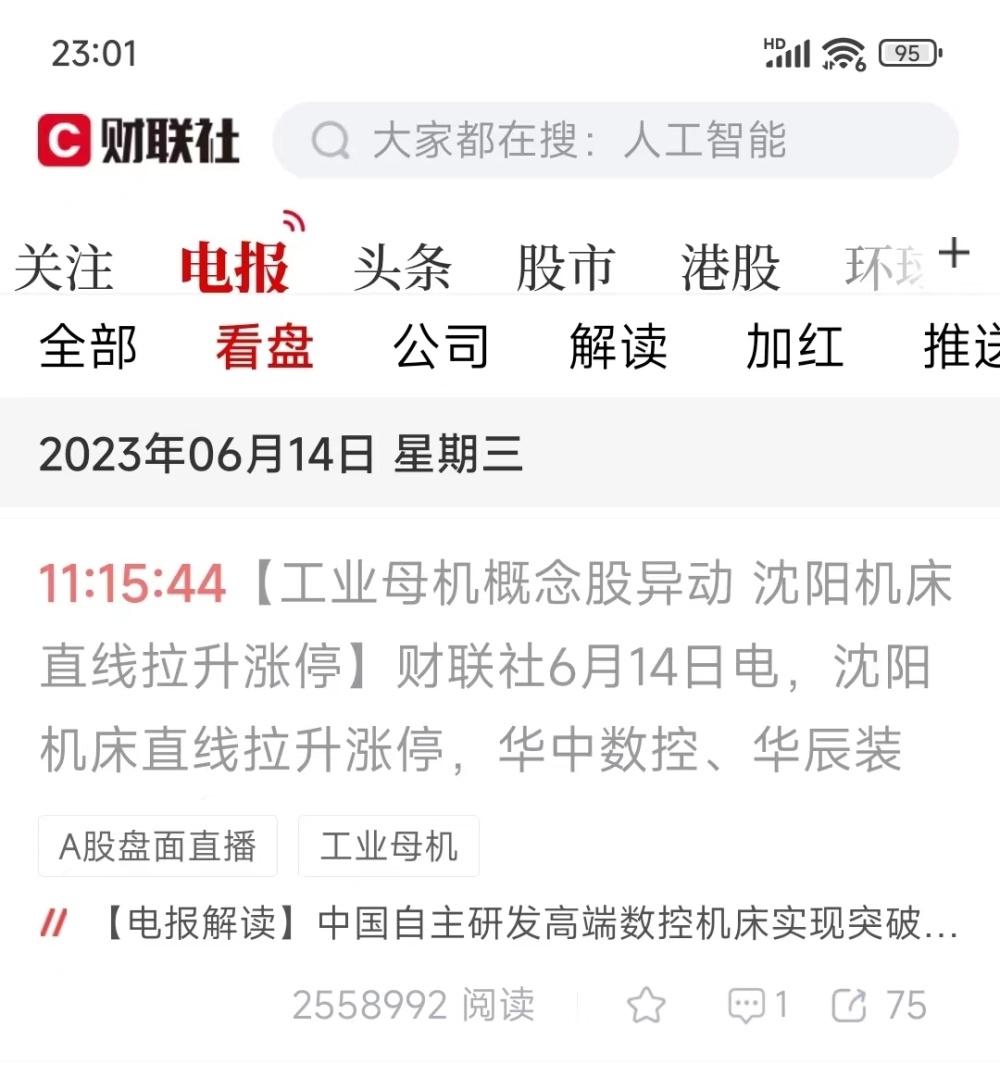 23:01 HD 6 95
C 财联社 大家都在搜：人工智能
关注 电报 头条 股市 港股 环球 +
全部 看盘 公司 解读 加红 推送
2023年06月14日 星期三
11:15:44【工业母机概念股异动 沈阳机床
直线拉升涨停】财联社6月14日电，沈阳
机床直线拉升涨停，华中数控、华辰装
A股盘面直播 工业母机
// 【电报解读】中国自主研发高端数控机床实现突破...
2558992 阅读 1 75